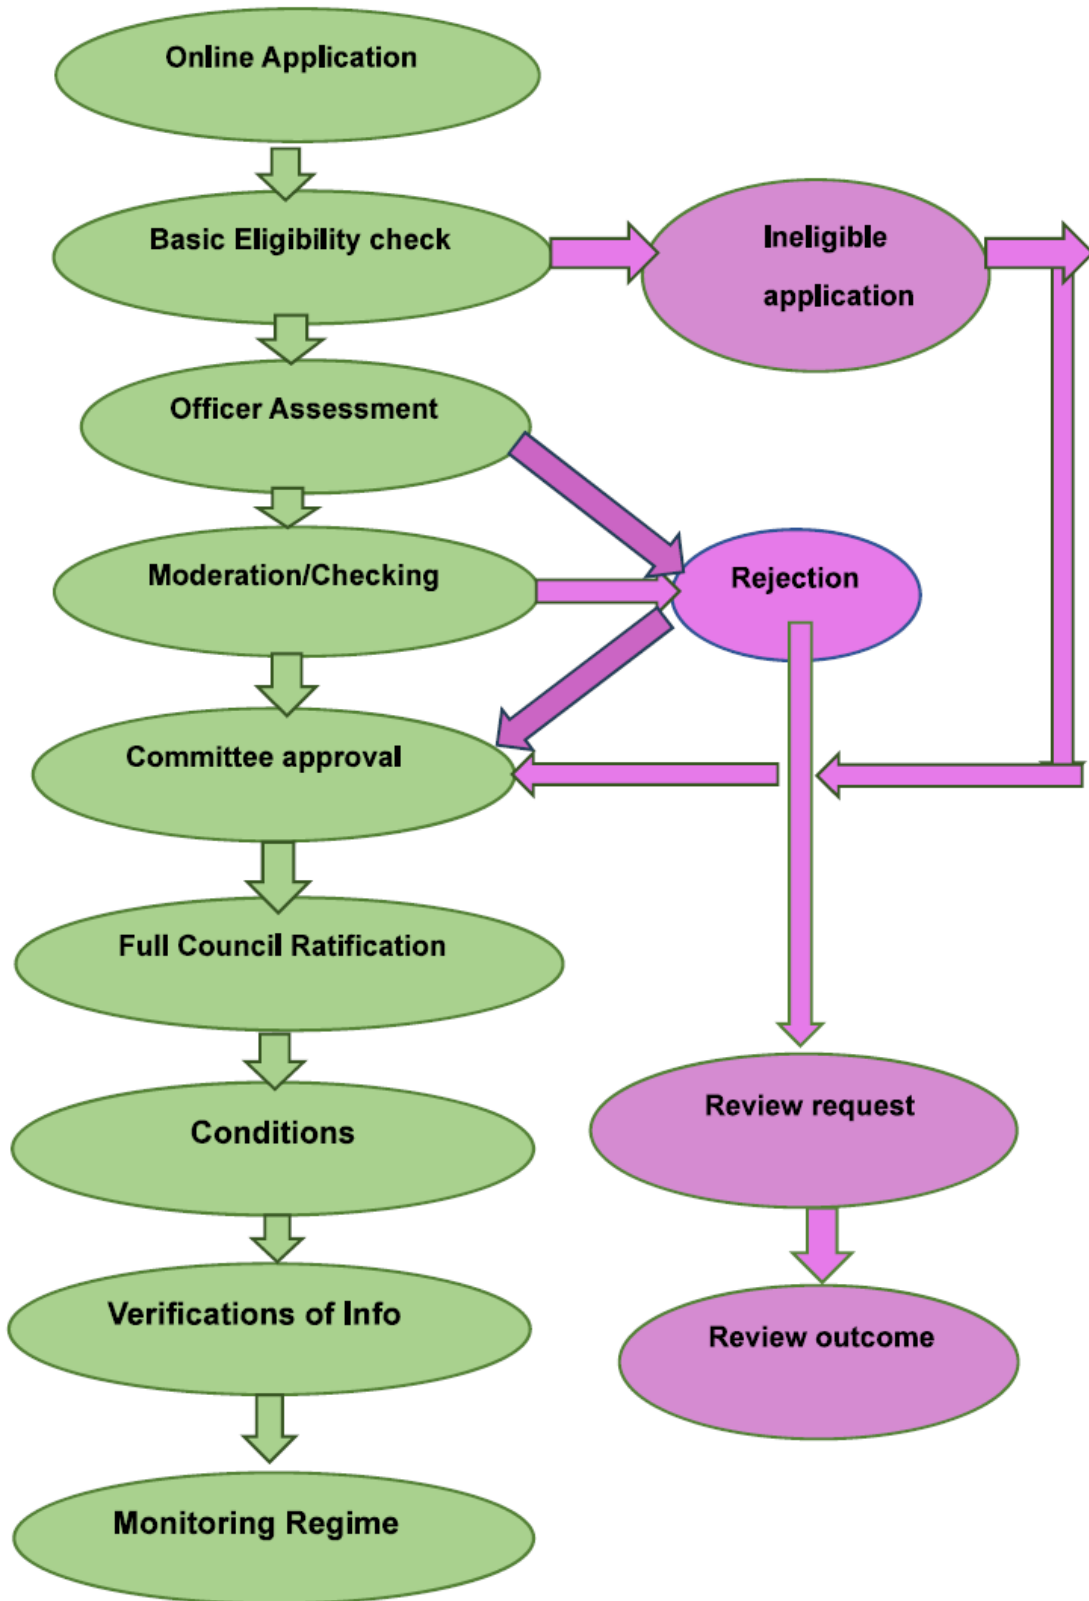 Online Application
Basic Eligibility check
Ineligible
application
Officer Assessment
Moderation/Checking
Rejection
Committee approval
Full Council Ratification
Conditions
Review request
Verifications of Info
Review outcome
Monitoring Regime